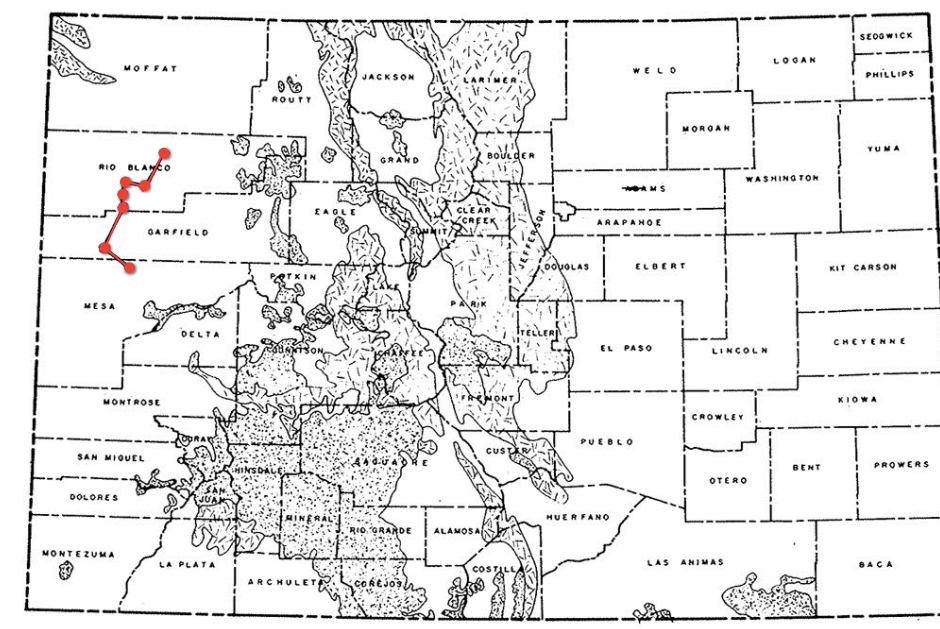 SEDGWICK
LOGAN
WELD
MOFFAT
PHILLIPS
JACKSON
LARIMER
ROUTT
MORGAN
YUMA
BOULDER
GRAND
RIO BLANCO
WASHINGTON
ADAMS
EAGLE
CLEAR
CREEK
ARAPAHOE
JEFFERSON
SUMMIT
GARFIELD
DOUGLAS
ELBERT
KIT CARSON
PITKIN
LAKE
PARK
MESA
DELTA
TELLER
CHEYENNE
EL PASO
LINCOLN
GUNNISON
CHAFFEE
FREMONT
KIOWA
MONTROSE
CROWLEY
OURAY
PUEBLO
CUSTER
SAN MIGUEL
SAGUACHE
HINSDALE
BENT
PROWERS
OTERO
SAN
JUAN
DOLORES
MINERAL
HUERFANO
RIO GRANDE
ALAMOSA
MONTEZUMA
LA PLATA
LAS ANIMAS
BACA
COSTILLA
ARCHULETA
CONEJOS